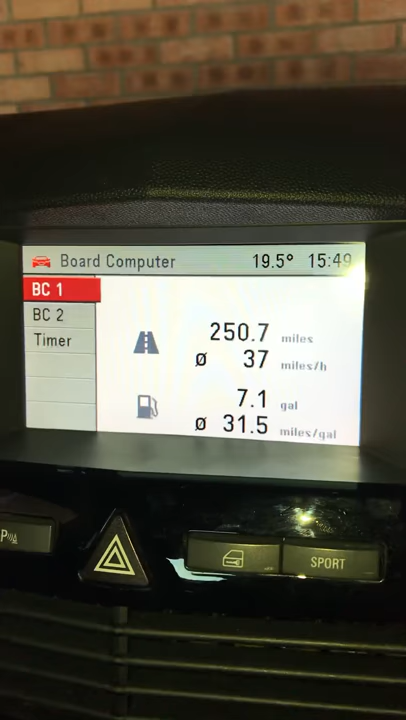 Board Computer 19.5° 15:49
BC 1
BC 2
Timer
250.7 miles
ø 37 miles/h
7.1 gal
ø 31.5 miles/gal
P
SPORT